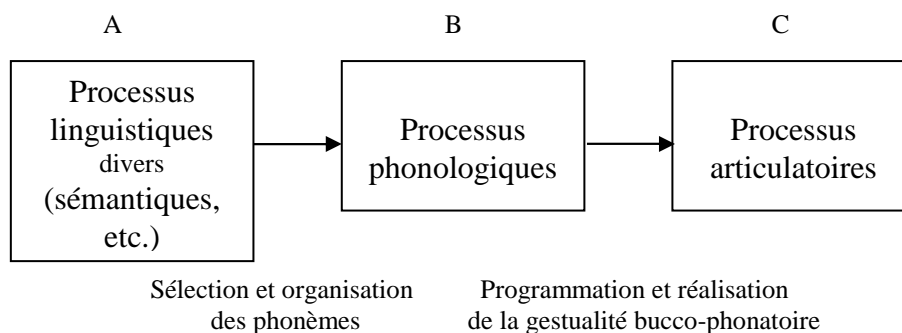 A B C
Processus
linguistiques
divers
(sémantiques,
etc.)
Processus
phonologiques
Processus
articulatoires
Sélection et organisation
des phonèmes
Programmation et réalisation
de la gestualité bucco-phonatoire